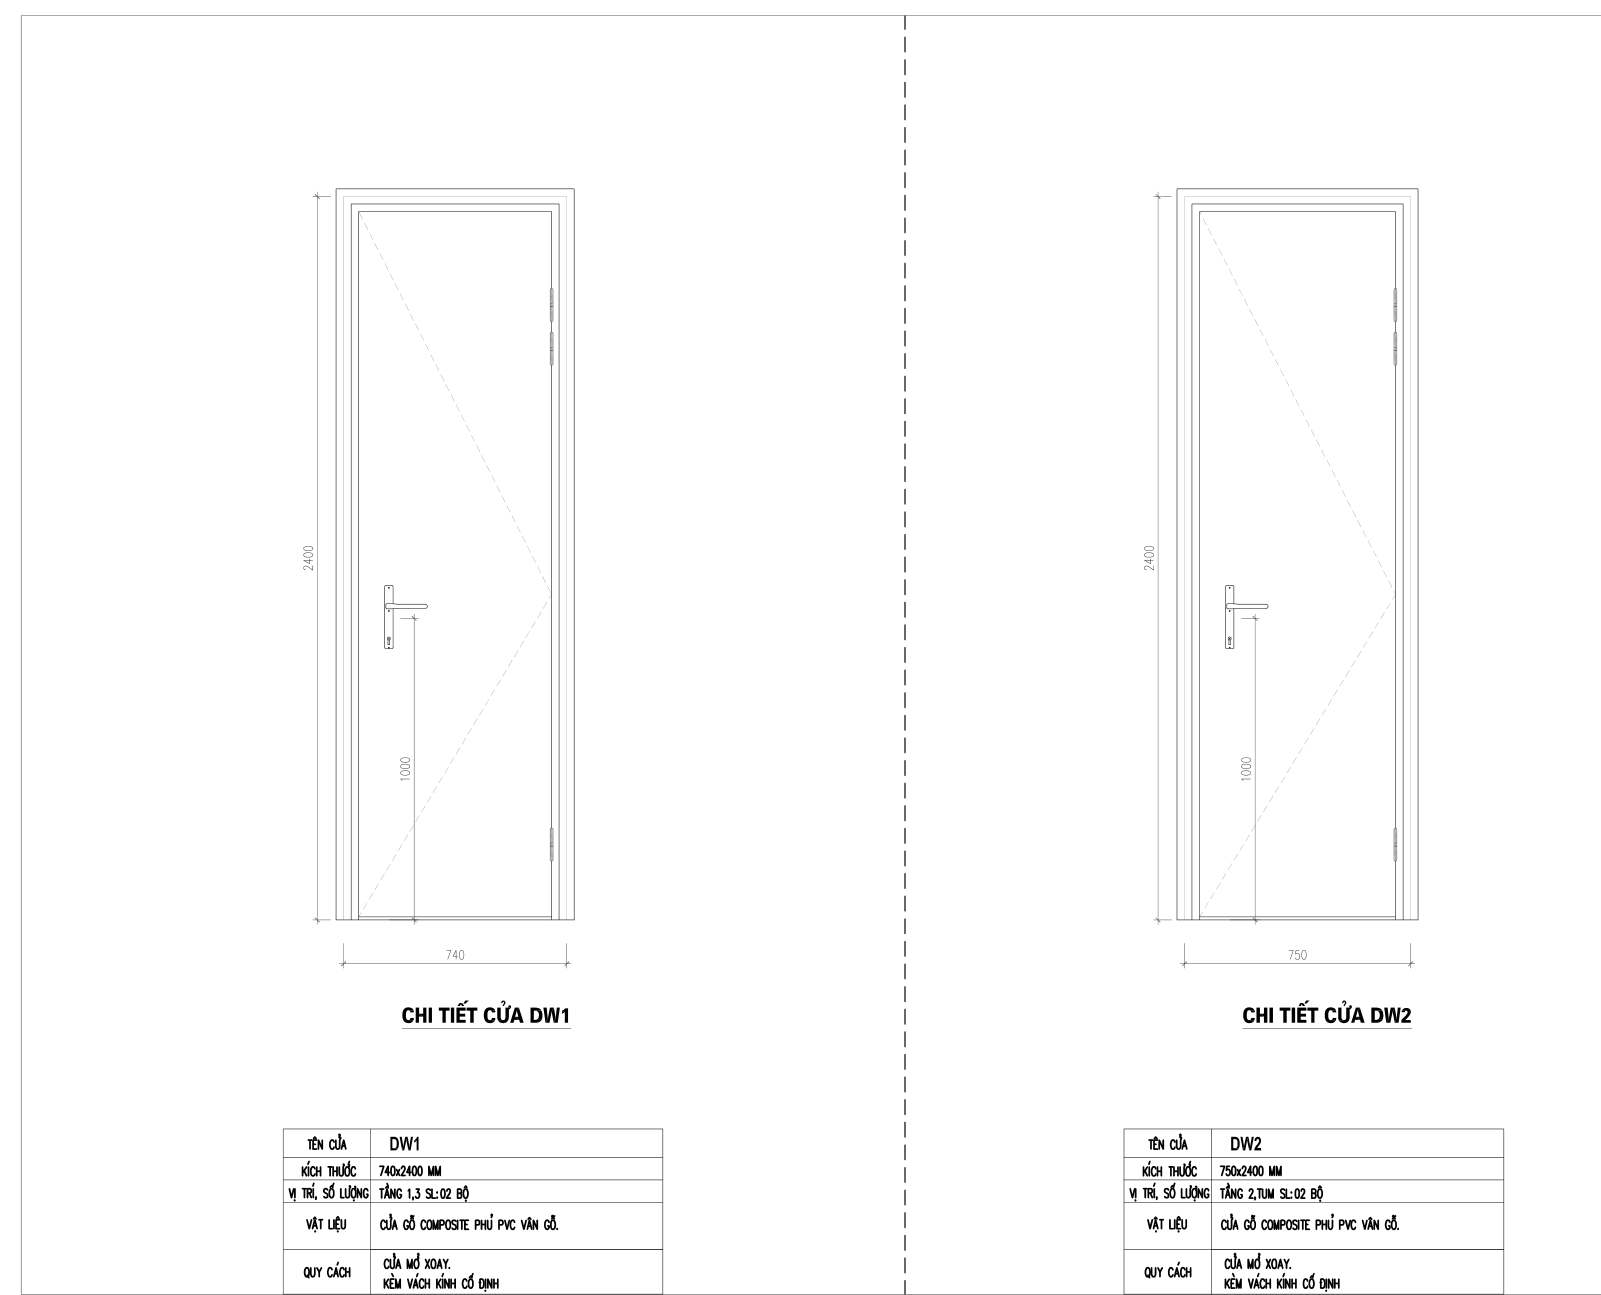 2400
1000
740
CHI TIẾT CỬA DW1
TÊN CỬA DW1
KÍCH THƯỚC 740x2400 MM
VỊ TRÍ, SỐ LƯỢNG TẦNG 1,3 SL:02 BỘ
VẬT LIỆU CỬA GỖ COMPOSITE PHỦ PVC VÂN GỖ.
QUY CÁCH CỬA MỞ XOAY.
KÈM VÁCH KÍNH CỐ ĐỊNH
2400
1000
750
CHI TIẾT CỬA DW2
TÊN CỬA DW2
KÍCH THƯỚC 750x2400 MM
VỊ TRÍ, SỐ LƯỢNG TẦNG 2,TUM SL:02 BỘ
VẬT LIỆU CỬA GỖ COMPOSITE PHỦ PVC VÂN GỖ.
QUY CÁCH CỬA MỞ XOAY.
KÈM VÁCH KÍNH CỐ ĐỊNH